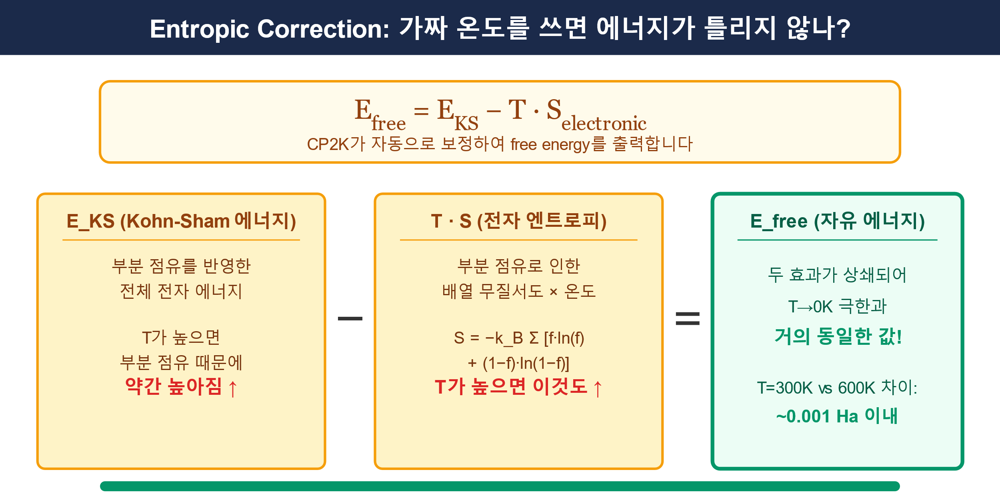 Entropic Correction: 가짜 온도를 쓰면 에너지가 틀리지 않나?
E_free = E_KS − T · S_electronic
CP2K가 자동으로 보정하여 free energy를 출력합니다
E_KS (Kohn-Sham 에너지)
부분 점유를 반영한
전체 전자 에너지
T가 높으면
부분 점유 때문에
약간 높아짐 ↑
−
T · S (전자 엔트로피)
부분 점유로 인한
배열 무질서도 × 온도
S = −k_B Σ [f·ln(f)
+ (1−f)·ln(1−f)]
T가 높으면 이것도 ↑
=
E_free (자유 에너지)
두 효과가 상쇄되어
T→0K 극한과
거의 동일한 값!
T=300K vs 600K 차이:
~0.001 Ha 이내